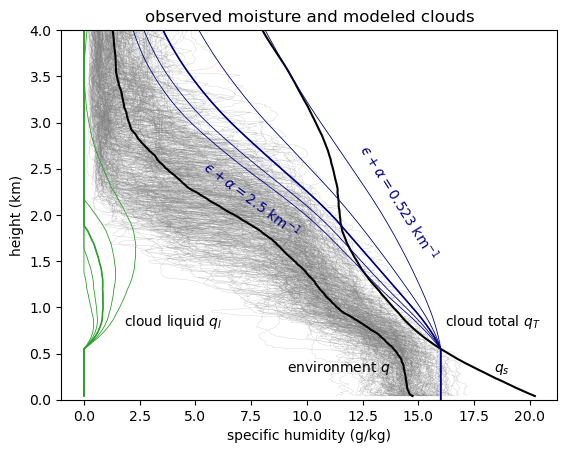 observed moisture and modeled clouds
4.0
3.5
3.0
2.5
2.0
1.5
1.0
0.5
0.0
height (km)
ϵ + α = 0.523 km⁻¹
ϵ + α = 2.5 km⁻¹
cloud liquid qₗ
cloud total q_T
environment q
qₛ
0.0 2.5 5.0 7.5 10.0 12.5 15.0 17.5 20.0
specific humidity (g/kg)